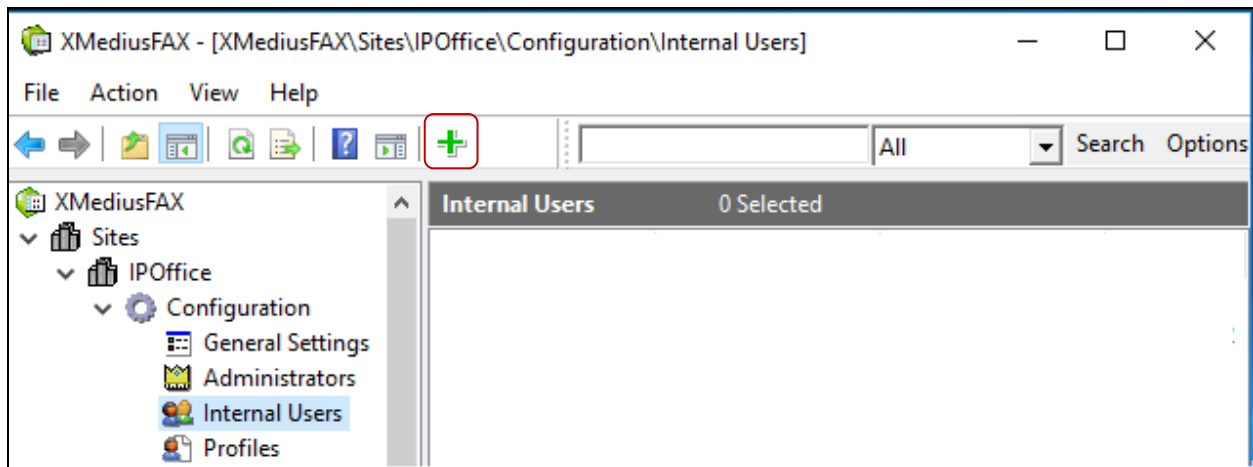 XMediusFAX - [XMediusFAX\Sites\IPOffice\Configuration\Internal Users]
File Action View Help
All Search Options
XMediusFAX
Internal Users 0 Selected
Sites
IPOffice
Configuration
General Settings
Administrators
Internal Users
Profiles